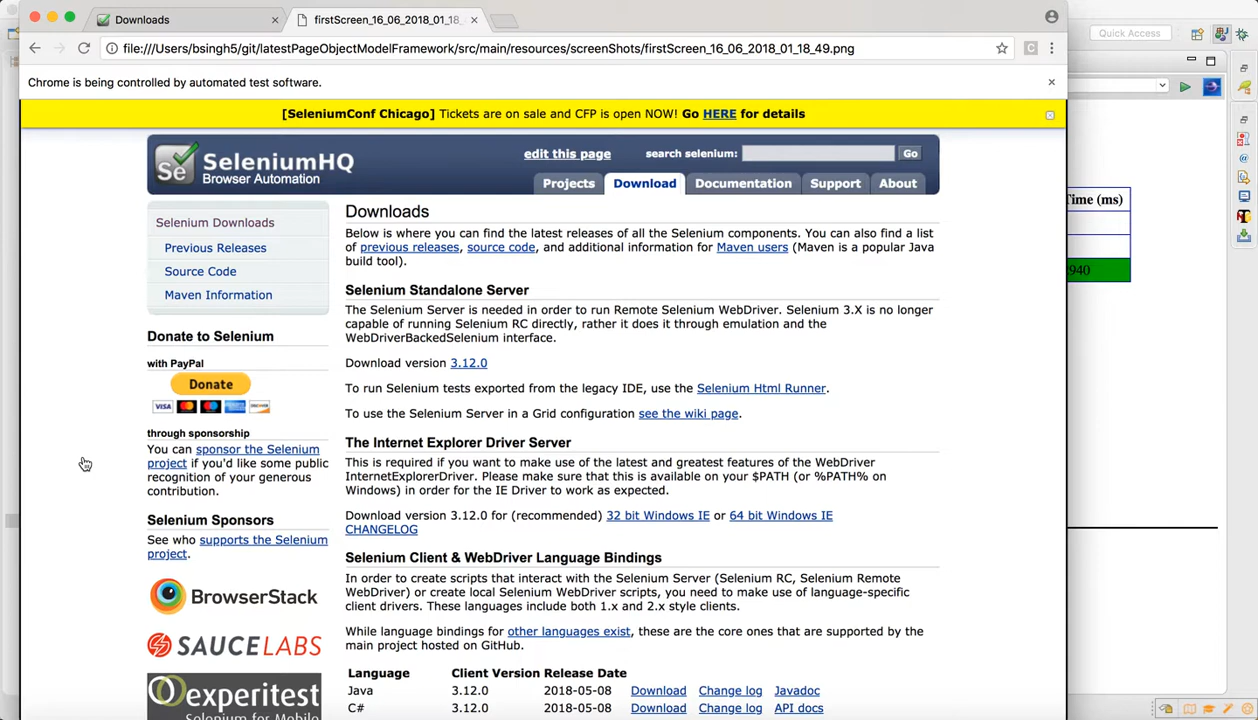 Downloads
firstScreen_16_06_2018_01_18_
Quick Access
file:///Users/bsingh5/git/latestPageObjectModelFramework/src/main/resources/screenShots/firstScreen_16_06_2018_01_18_49.png
Chrome is being controlled by automated test software.
[SeleniumConf Chicago] Tickets are on sale and CFP is open NOW! Go HERE for details
Se
SeleniumHQ
Browser Automation
edit this page
search selenium:
Go
Projects
Download
Documentation
Support
About
Time (ms)
2940
Selenium Downloads
Previous Releases
Source Code
Maven Information
Donate to Selenium
with PayPal
Donate
VISA
through sponsorship
You can sponsor the Selenium
project if you'd like some public
recognition of your generous
contribution.
Selenium Sponsors
See who supports the Selenium
project.
BrowserStack
SAUCELABS
experitest
Selenium for Mobile
Downloads
Below is where you can find the latest releases of all the Selenium components. You can also find a list
of previous releases, source code, and additional information for Maven users (Maven is a popular Java
build tool).
Selenium Standalone Server
The Selenium Server is needed in order to run Remote Selenium WebDriver. Selenium 3.X is no longer
capable of running Selenium RC directly, rather it does it through emulation and the
WebDriverBackedSelenium interface.
Download version 3.12.0
To run Selenium tests exported from the legacy IDE, use the Selenium Html Runner.
To use the Selenium Server in a Grid configuration see the wiki page.
The Internet Explorer Driver Server
This is required if you want to make use of the latest and greatest features of the WebDriver
InternetExplorerDriver. Please make sure that this is available on your $PATH (or %PATH% on
Windows) in order for the IE Driver to work as expected.
Download version 3.12.0 for (recommended) 32 bit Windows IE or 64 bit Windows IE
CHANGELOG
Selenium Client & WebDriver Language Bindings
In order to create scripts that interact with the Selenium Server (Selenium RC, Selenium Remote
WebDriver) or create local Selenium WebDriver scripts, you need to make use of language-specific
client drivers. These languages include both 1.x and 2.x style clients.
While language bindings for other languages exist, these are the core ones that are supported by the
main project hosted on GitHub.
Language Client Version Release Date
Java 3.12.0 2018-05-08 Download Change log Javadoc
C# 3.12.0 2018-05-08 Download Change log API docs